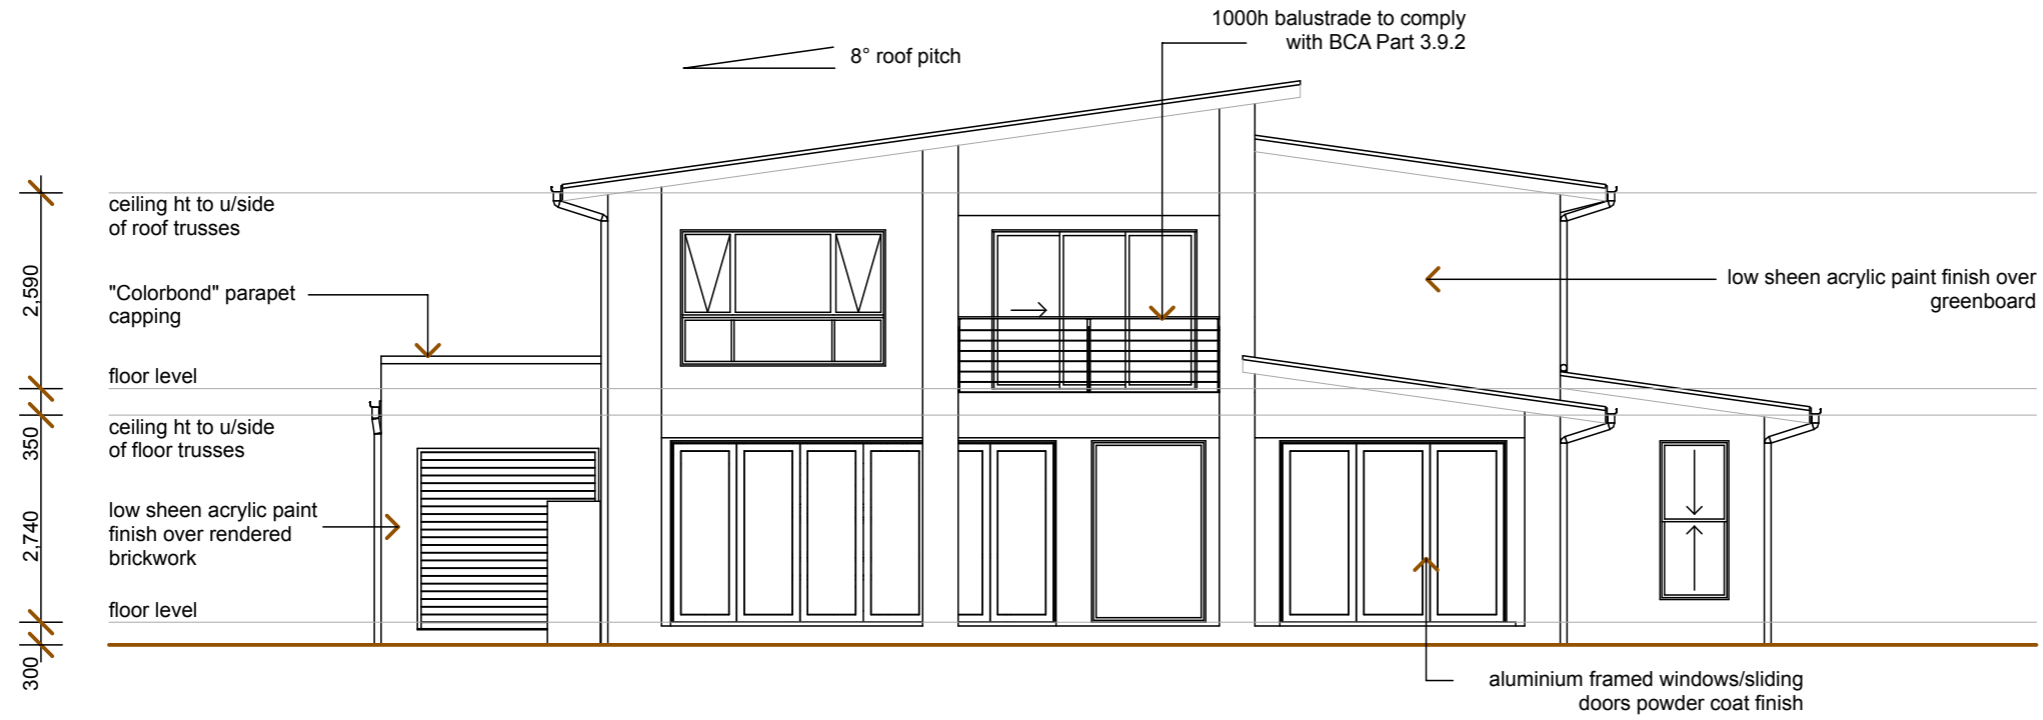 1000h balustrade to comply
with BCA Part 3.9.2
8° roof pitch
ceiling ht to u/side
of roof trusses
2,590
"Colorbond" parapet
capping
low sheen acrylic paint finish over
greenboard
floor level
ceiling ht to u/side
of floor trusses
350
low sheen acrylic paint
finish over rendered
brickwork
2,740
floor level
300
aluminium framed windows/sliding
doors powder coat finish